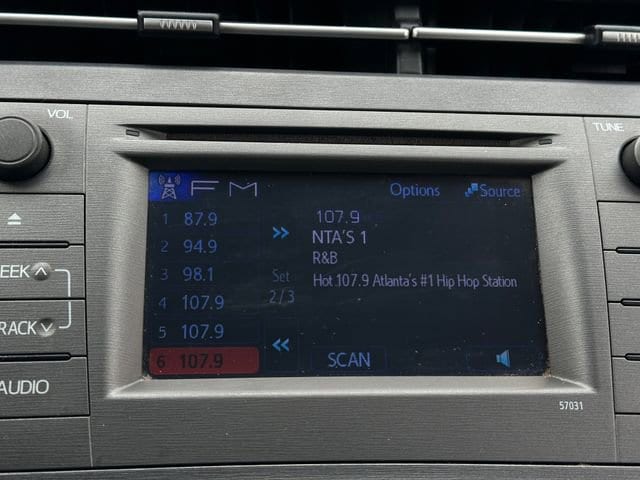 VOL
TUNE
FM
Options
Source
1 87.9
2 94.9
3 98.1
4 107.9
5 107.9
6 107.9
>>
Set
2/3
<<
107.9
NTA'S 1
R&B
Hot 107.9 Atlanta's #1 Hip Hop Station
SCAN
EEK
RACK
AUDIO
57031